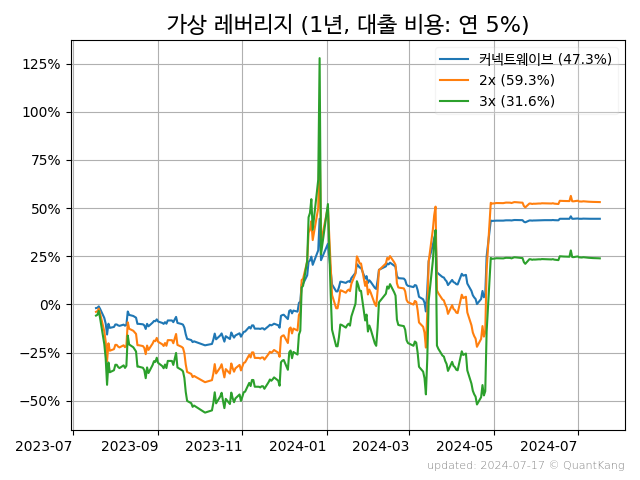 가상 레버리지 (1년, 대출 비용: 연 5%)
커넥트웨이브 (47.3%)
2x (59.3%)
3x (31.6%)
125%
100%
75%
50%
25%
0%
−25%
−50%
2023-07 2023-09 2023-11 2024-01 2024-03 2024-05 2024-07
updated: 2024-07-17 © QuantKang